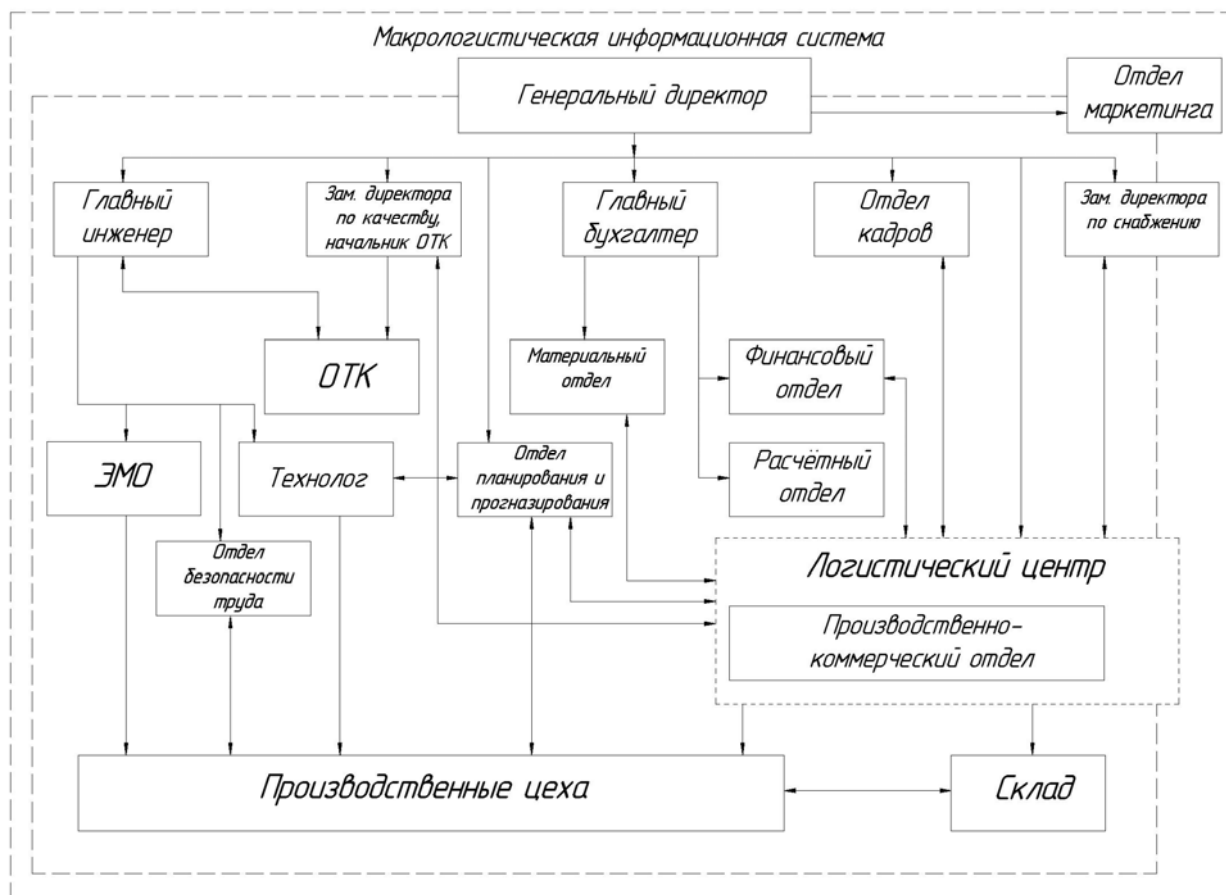 Макрологистическая информационная система
Генеральный директор
Отдел
маркетинга
Главный
инженер
Зам. директора
по качеству,
начальник ОТК
Главный
бухгалтер
Отдел
кадров
Зам. директора
по снабжению
ОТК
Материальный
отдел
Финансовый
отдел
ЭМО
Технолог
Отдел
планирования и
прогназирования
Расчётный
отдел
Отдел
безопасности
труда
Логистический центр
Производственно-
коммерческий отдел
Производственные цеха
Склад